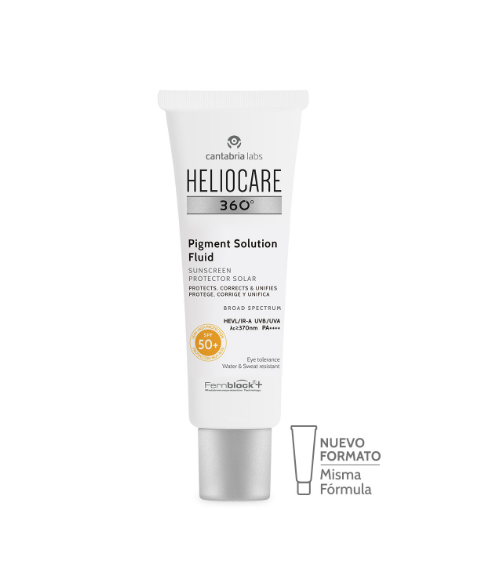 cantabria labs
HELIOCARE
360°
Pigment Solution
Fluid
SUNSCREEN
PROTECTOR SOLAR
PROTECTS, CORRECTS & UNIFIES
PROTEGE, CORRIGE Y UNIFICA
BROAD SPECTRUM
HEVL/IR-A UVB/UVA
λc≥370nm PA++++
SPF
50+
Eye tolerance
Water & Sweat resistant
Fernblock®+
NUEVO
FORMATO
Misma
Fórmula